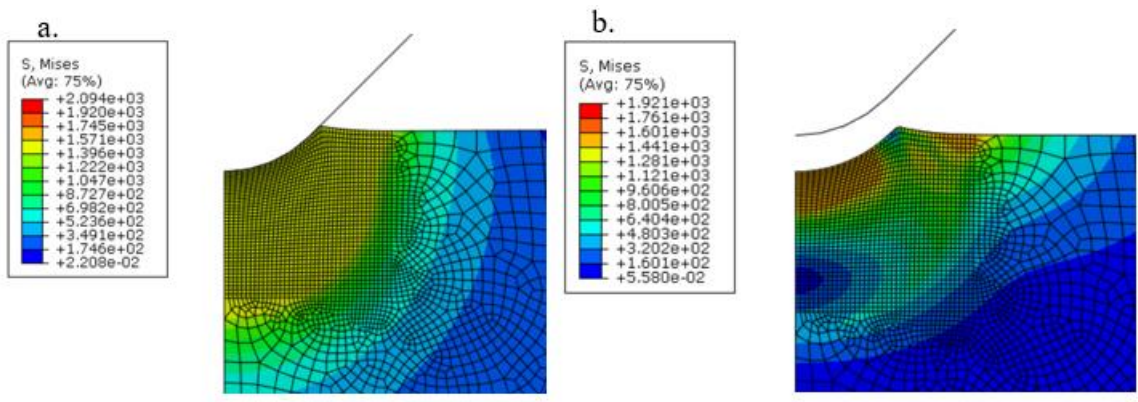 a.
S, Mises
(Avg: 75%)
+2.094e+03
+1.920e+03
+1.745e+03
+1.571e+03
+1.396e+03
+1.222e+03
+1.047e+03
+8.727e+02
+6.982e+02
+5.236e+02
+3.491e+02
+1.746e+02
+2.208e-02
b.
S, Mises
(Avg: 75%)
+1.921e+03
+1.761e+03
+1.601e+03
+1.441e+03
+1.281e+03
+1.121e+03
+9.606e+02
+8.005e+02
+6.404e+02
+4.803e+02
+3.202e+02
+1.601e+02
+5.580e-02